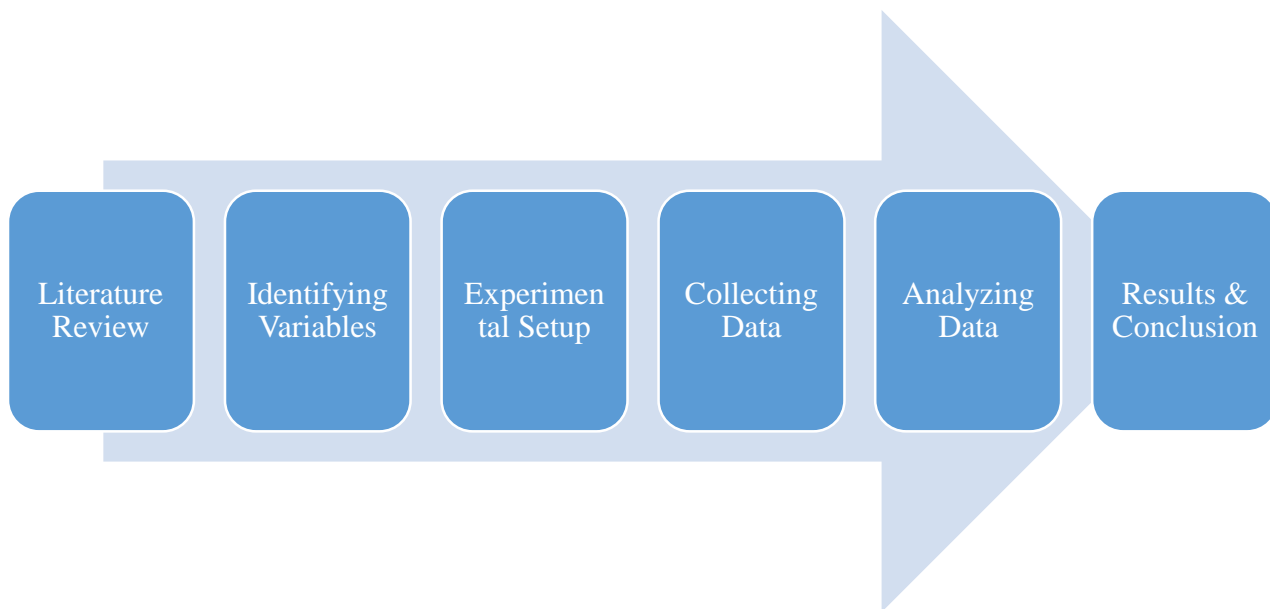 Literature
Review
Identifying
Variables
Experimen
tal Setup
Collecting
Data
Analyzing
Data
Results &
Conclusion